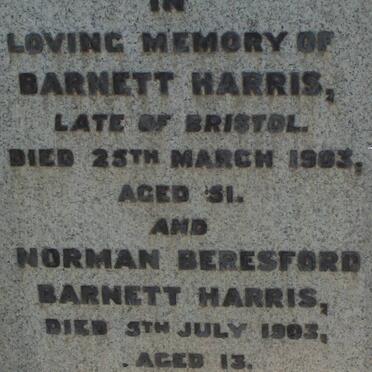 IN
LOVING MEMORY OF
BARNETT HARRIS,
LATE OF BRISTOL.
DIED 25TH MARCH 1903,
AGED 51.
AND
NORMAN BERESFORD
BARNETT HARRIS,
DIED 5TH JULY 1903,
AGED 13.